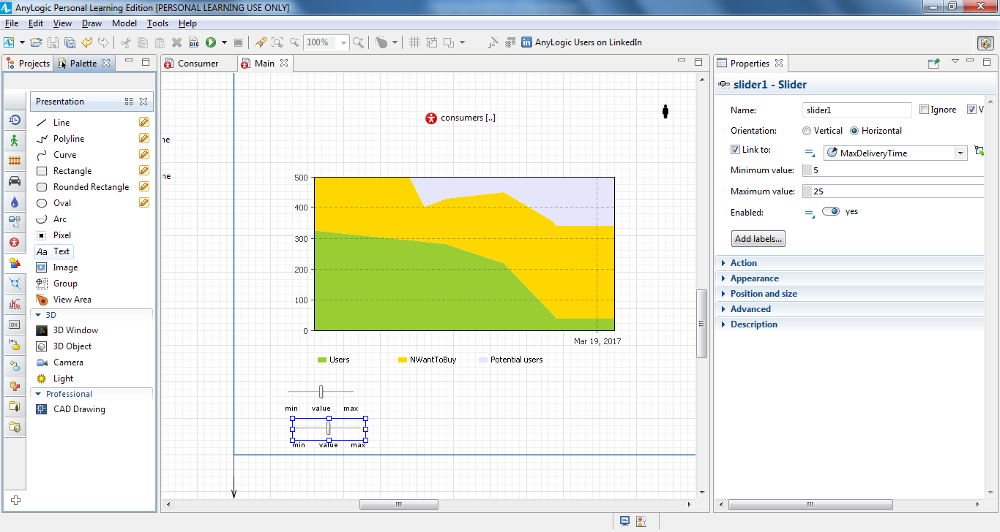 AnyLogic Personal Learning Edition [PERSONAL LEARNING USE ONLY]
File Edit View Draw Model Tools Help
100% AnyLogic Users on LinkedIn
Projects Palette
Presentation
Line
Polyline
Curve
Rectangle
Rounded Rectangle
Oval
Arc
Pixel
Aa Text
Image
Group
View Area
3D
3D Window
3D Object
Camera
Light
Professional
CAD Drawing
OK
Consumer Main
consumers [..]
ne
ne
500
400
300
200
100
0
Mar 19, 2017
Users NWantToBuy Potential users
min value max
min value max
Properties
slider1 - Slider
Name: slider1 Ignore V
Orientation: Vertical Horizontal
Link to: MaxDeliveryTime
Minimum value: 5
Maximum value: 25
Enabled: yes
Add labels...
Action
Appearance
Position and size
Advanced
Description